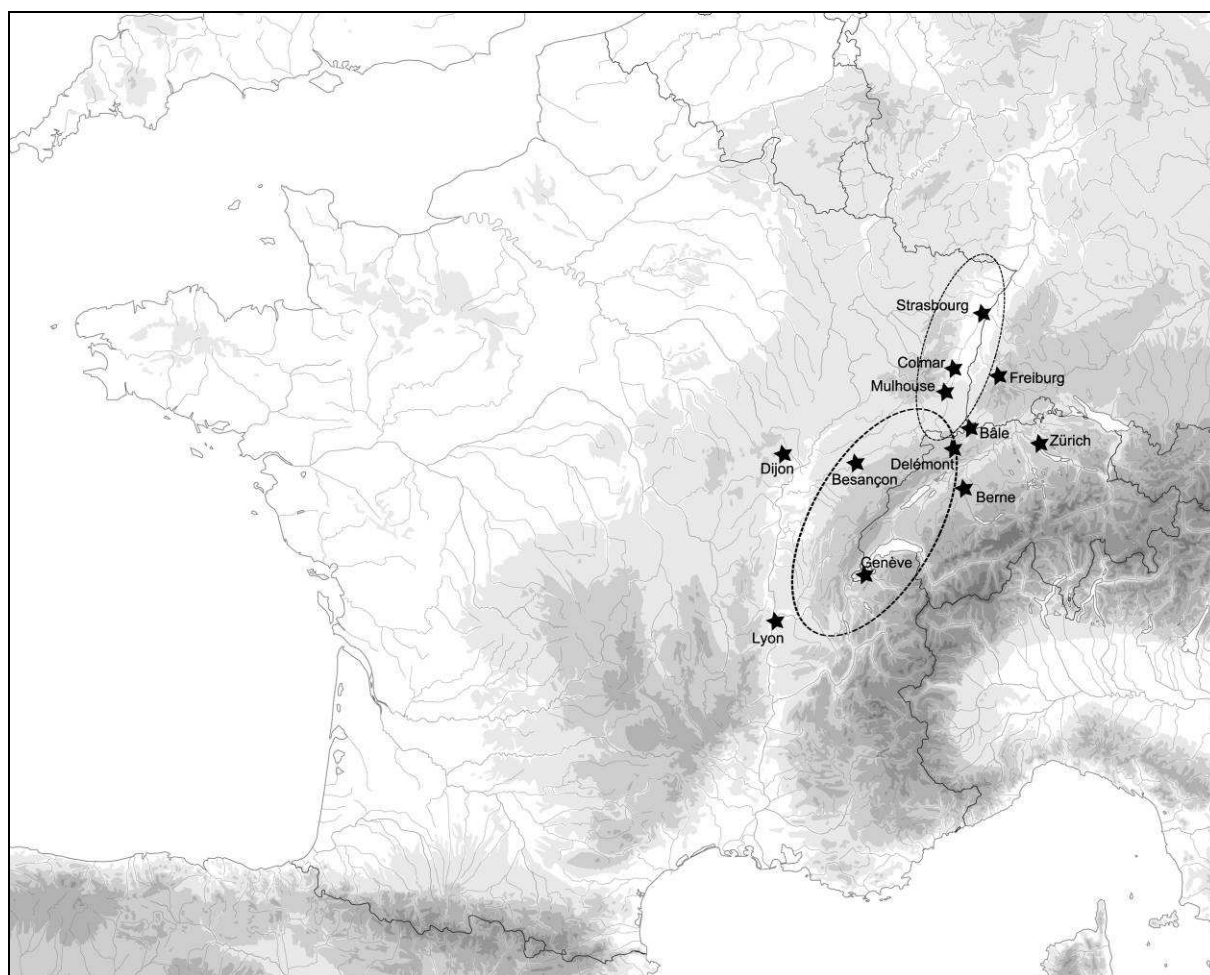 Strasbourg
Colmar
Mulhouse
Freiburg
Bâle
Zürich
Dijon
Besançon
Delémont
Berne
Genève
Lyon